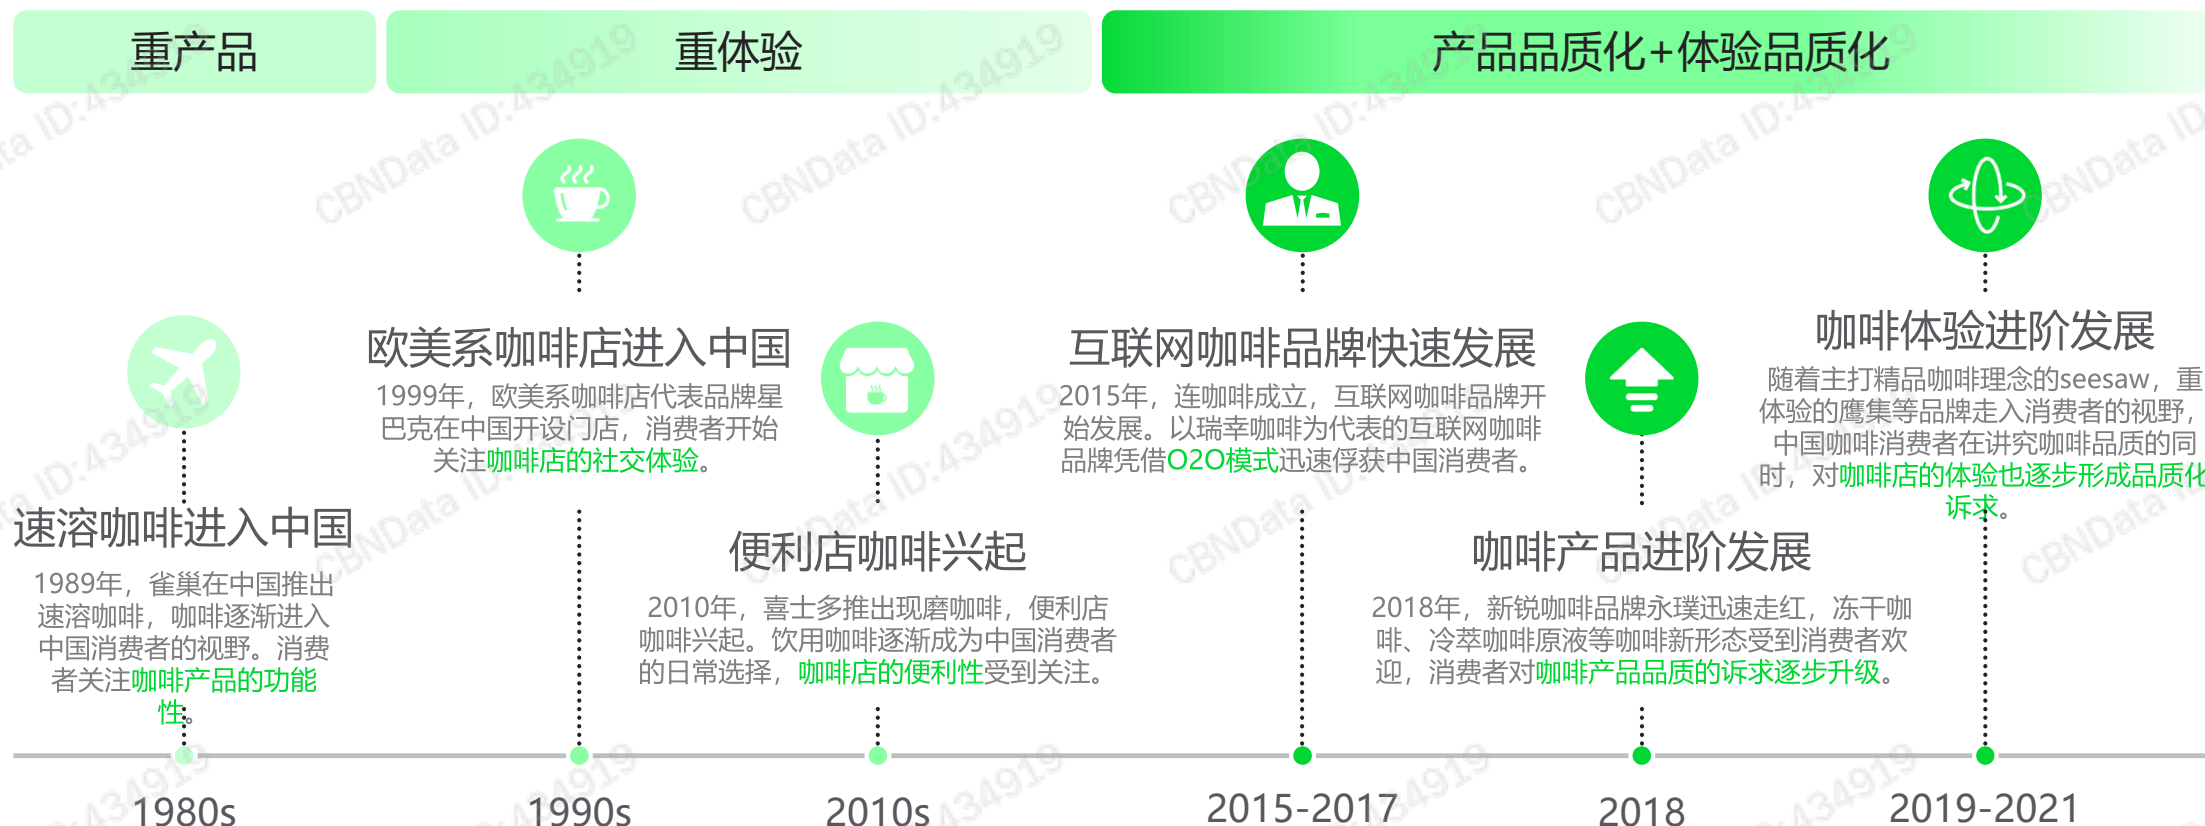 重产品
重体验
产品品质化+体验品质化
速溶咖啡进入中国
1989年，雀巢在中国推出
速溶咖啡，咖啡逐渐进入
中国消费者的视野。消费
者关注咖啡产品的功能
性。
1980s
欧美系咖啡店进入中国
1999年，欧美系咖啡店代表品牌星
巴克在中国开设门店，消费者开始
关注咖啡店的社交体验。
1990s
便利店咖啡兴起
2010年，喜士多推出现磨咖啡，便利店
咖啡兴起。饮用咖啡逐渐成为中国消费者
的日常选择，咖啡店的便利性受到关注。
2010s
互联网咖啡品牌快速发展
2015年，连咖啡成立，互联网咖啡品牌开
始发展。以瑞幸咖啡为代表的互联网咖啡
品牌凭借O2O模式迅速俘获中国消费者。
2015-2017
咖啡产品进阶发展
2018年，新锐咖啡品牌永璞迅速走红，冻干咖
啡、冷萃咖啡原液等咖啡新形态受到消费者欢
迎，消费者对咖啡产品品质的诉求逐步升级。
2018
咖啡体验进阶发展
随着主打精品咖啡理念的seesaw，重
体验的鹰集等品牌走入消费者的视野，
中国咖啡消费者在讲究咖啡品质的同
时，对咖啡店的体验也逐步形成品质化
诉求。
2019-2021
CBNData ID:434919